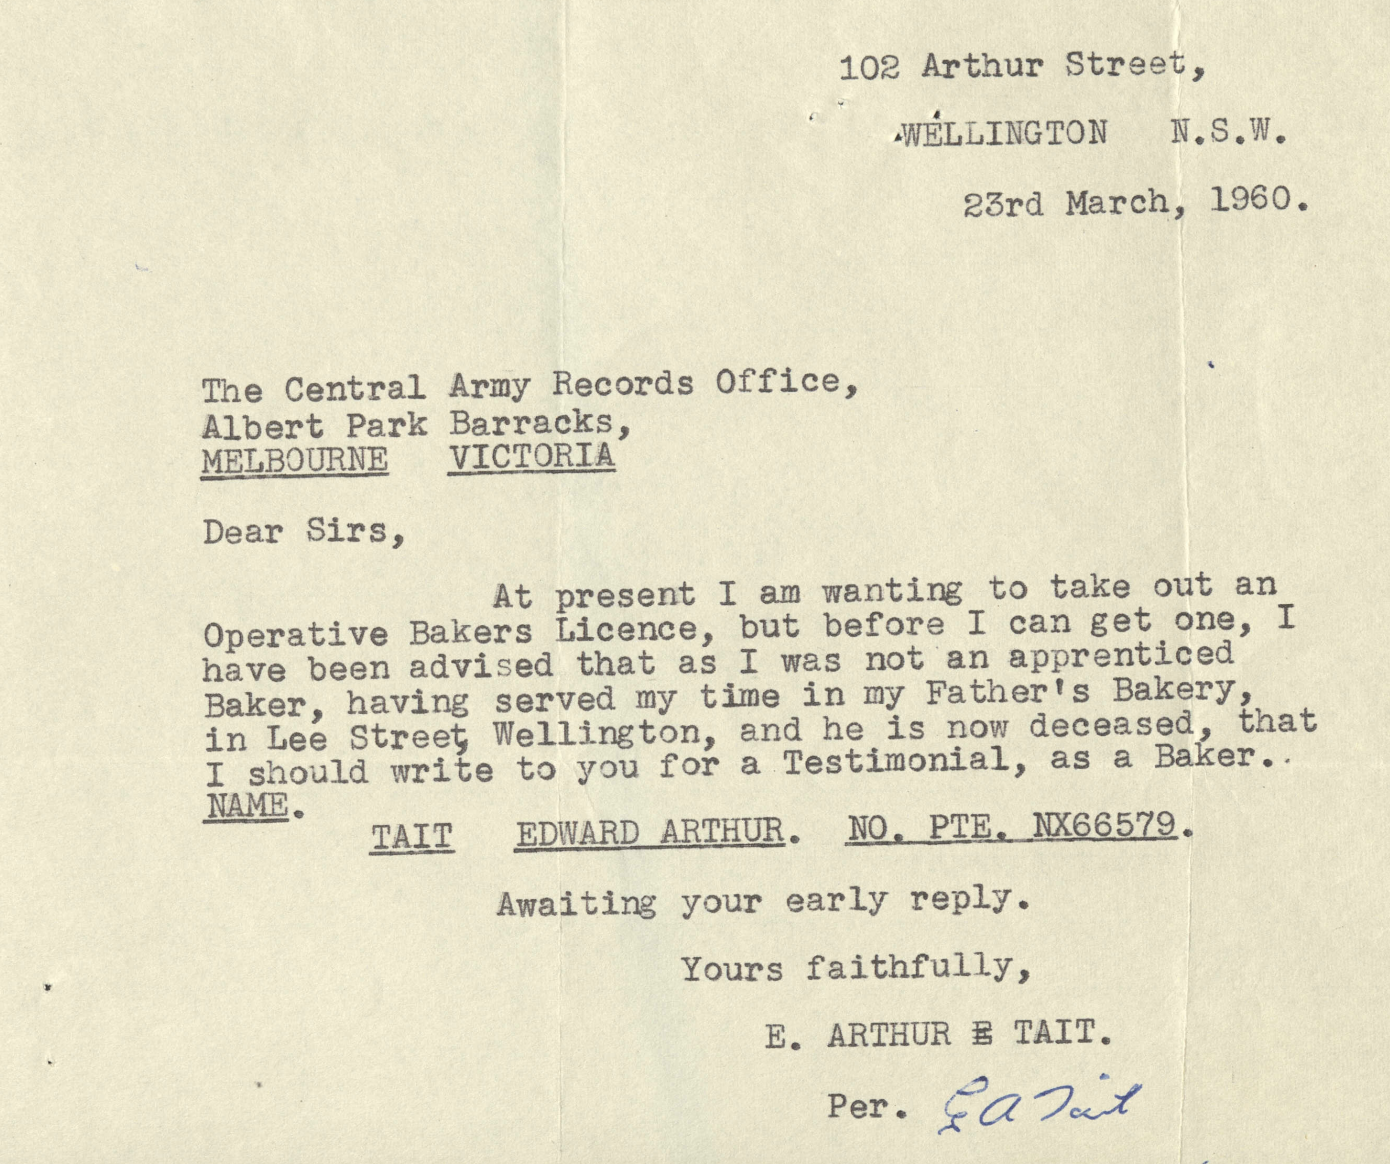 102 Arthur Street,
WELLINGTON N.S.W.
23rd March, 1960.
The Central Army Records Office,
Albert Park Barracks,
MELBOURNE VICTORIA
Dear Sirs,
At present I am wanting to take out an
Operative Bakers Licence, but before I can get one, I
have been advised that as I was not an apprenticed
Baker, having served my time in my Father's Bakery,
in Lee Street, Wellington, and he is now deceased, that
I should write to you for a Testimonial, as a Baker..
NAME.
TAIT EDWARD ARTHUR. NO. PTE. NX66579.
Awaiting your early reply.
Yours faithfully,
E. ARTHUR TAIT.
Per. E A Tait